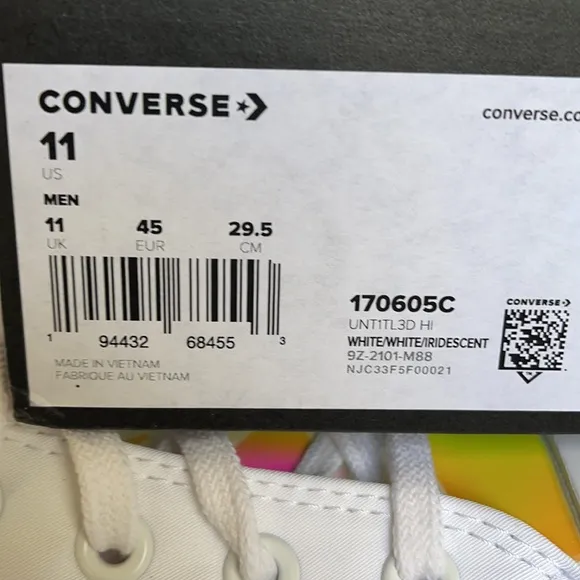 CONVERSE
converse.co
11
US
MEN
11 45 29.5
UK EUR CM
1 94432 68455 3
MADE IN VIETNAM
FABRIQUE AU VIETNAM
170605C
UNT1TL3D HI
WHITE/WHITE/IRIDESCENT
9Z-2101-M88
NJC33F5F00021
CONVERSE